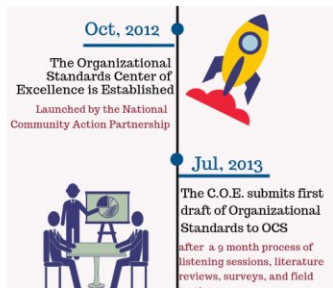 Oct, 2012
The Organizational
Standards Center of
Excellence is Established
Launched by the National
Community Action Partnership
Jul, 2013
The C.O.E. submits first
draft of Organizational
Standards to OCS
after a 9 month process of
listening sessions, literature
reviews, surveys, and field